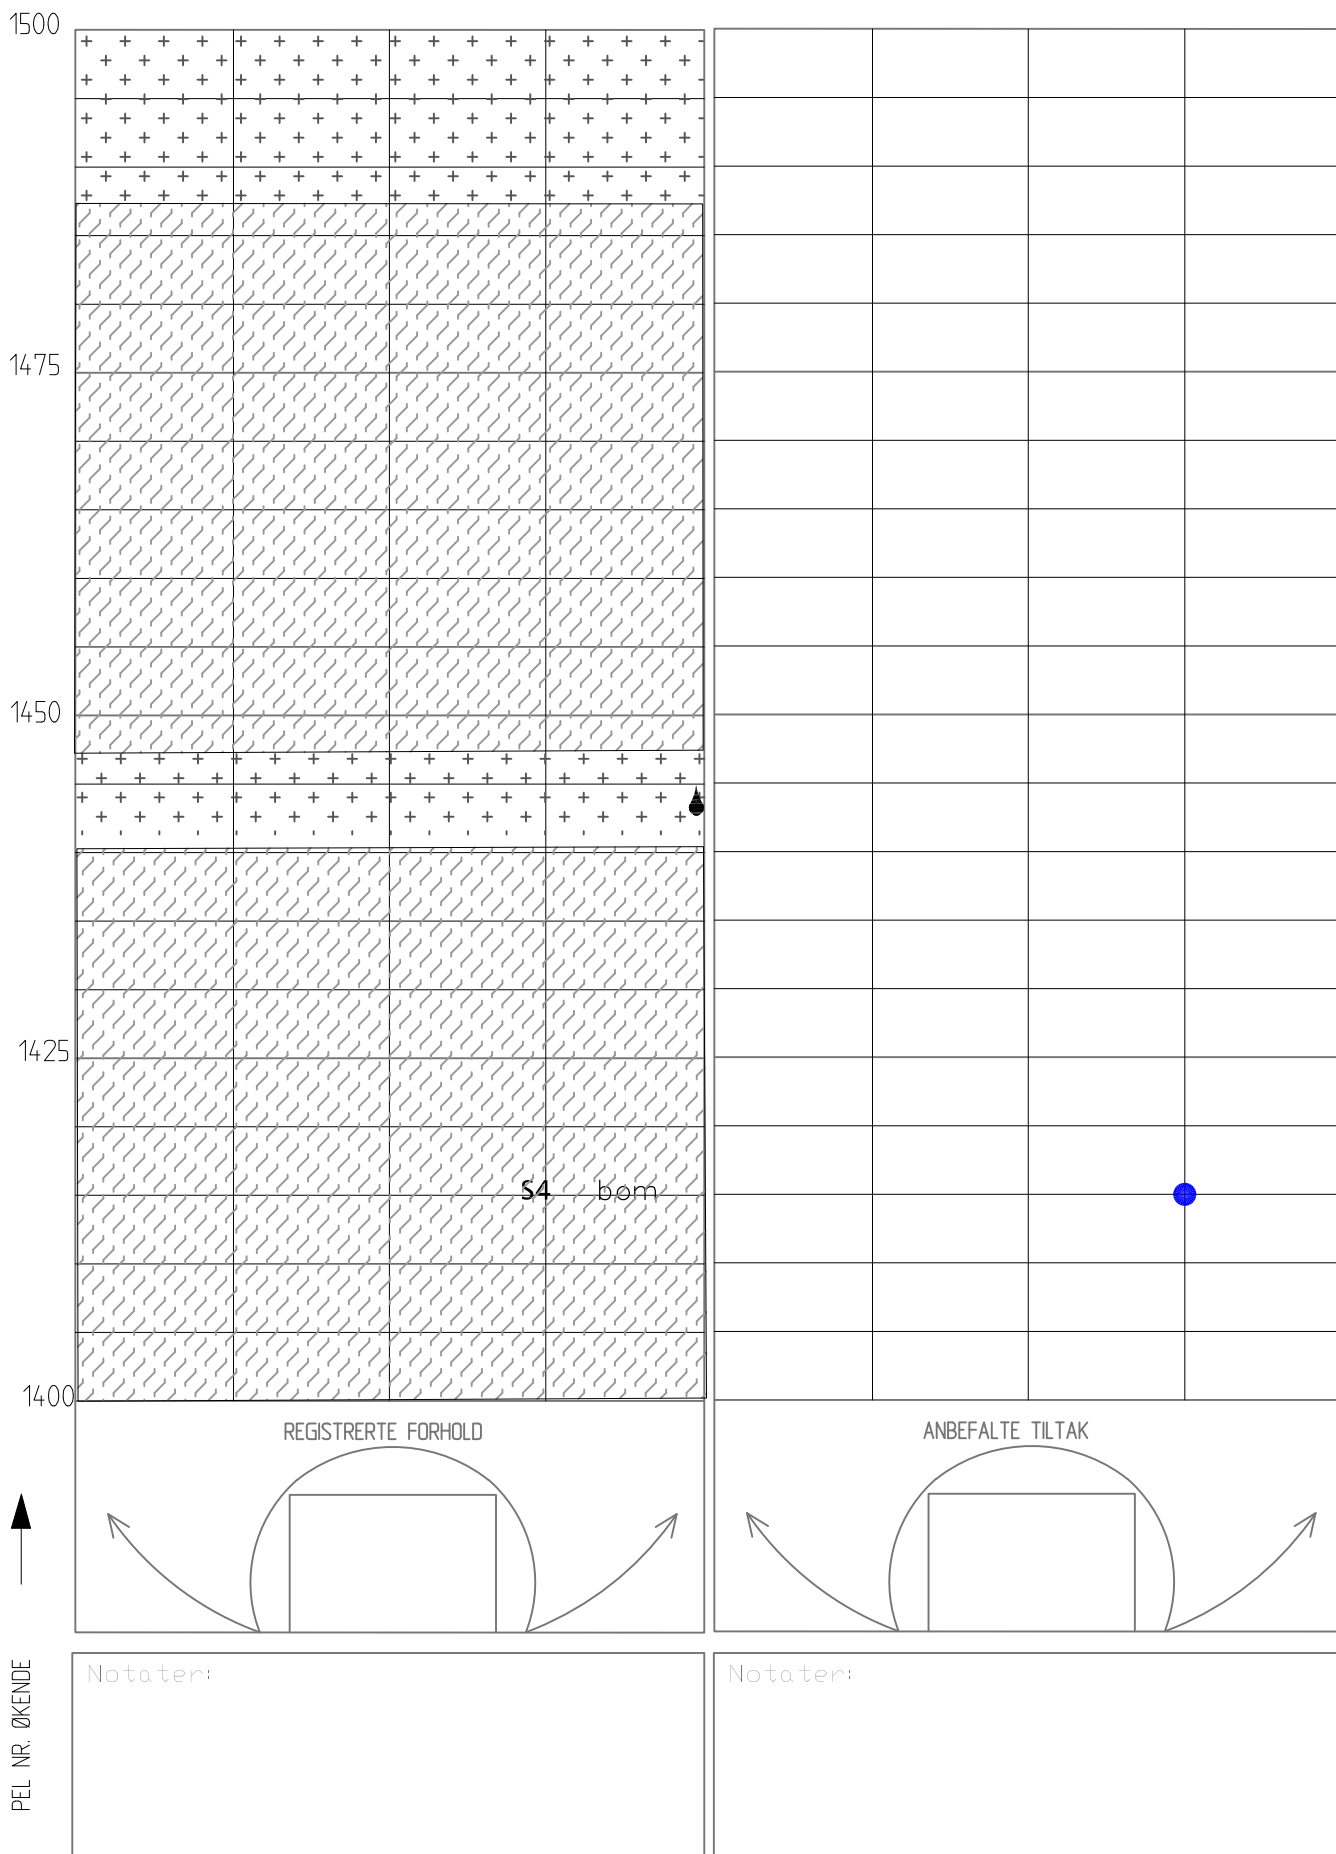 1500
1475
1450
1425
S4 bom
1400
REGISTRERTE FORHOLD
ANBEFALTE TILTAK
PEL NR. ØKENDE
Notater:
Notater: